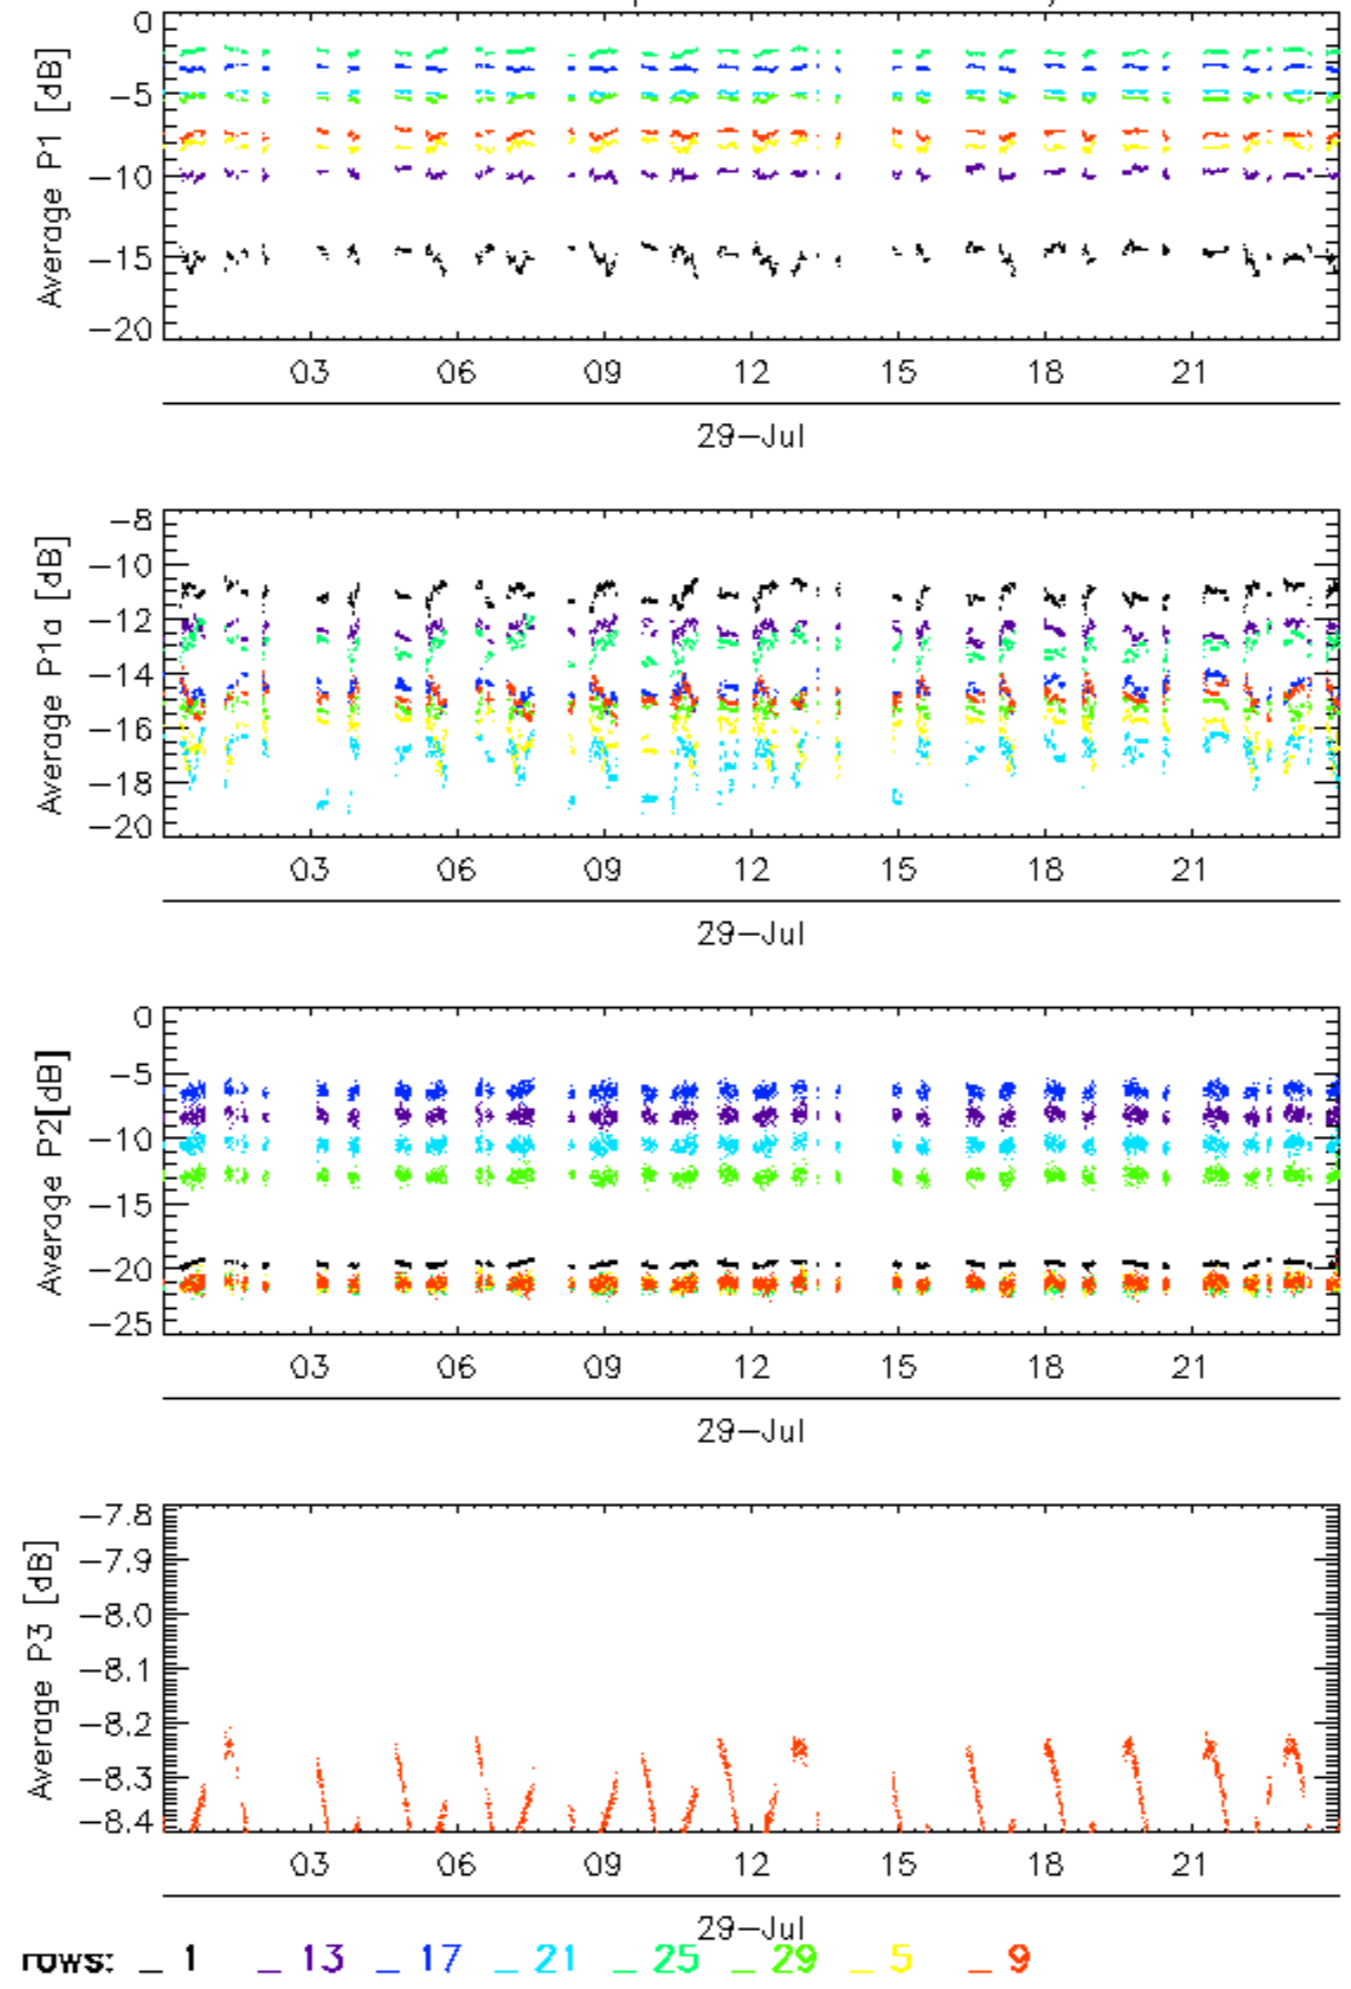 0
−5
−10
−15
−20
Average P1 [dB]
03 06 09 12 15 18 21
29−Jul
−8
−10
−12
−14
−16
−18
−20
Average P1a [dB]
03 06 09 12 15 18 21
29−Jul
0
−5
−10
−15
−20
−25
Average P2[dB]
03 06 09 12 15 18 21
29−Jul
−7.8
−7.9
−8.0
−8.1
−8.2
−8.3
−8.4
Average P3 [dB]
03 06 09 12 15 18 21
29−Jul
rows: _ 1 _ 13 _ 17 _ 21 _ 25 _ 29 _ 5 _ 9